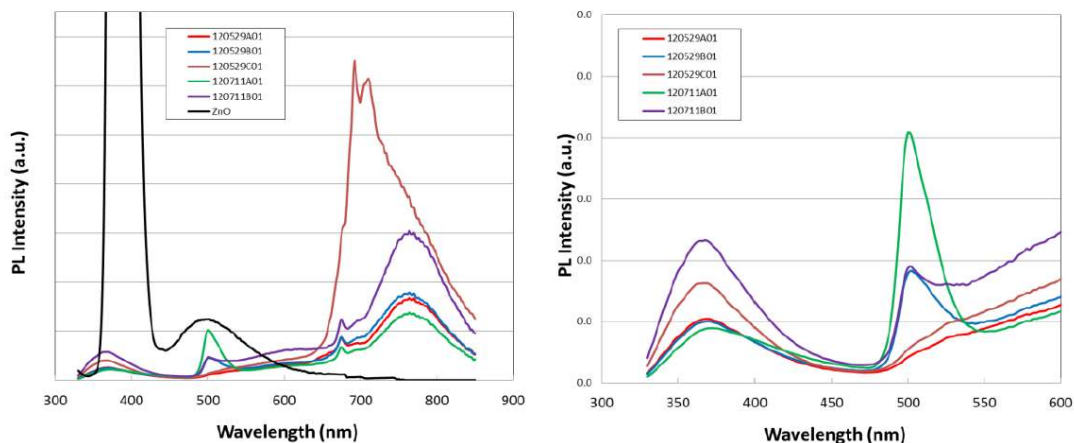 PL Intensity (a.u.)
120529A01
120529B01
120529C01
120711A01
120711B01
ZnO
300 400 500 600 700 800 900
Wavelength (nm)
PL Intensity (a.u.)
0.0
0.0
0.0
0.0
0.0
0.0
0.0
120529A01
120529B01
120529C01
120711A01
120711B01
300 350 400 450 500 550 600
Wavelength (nm)